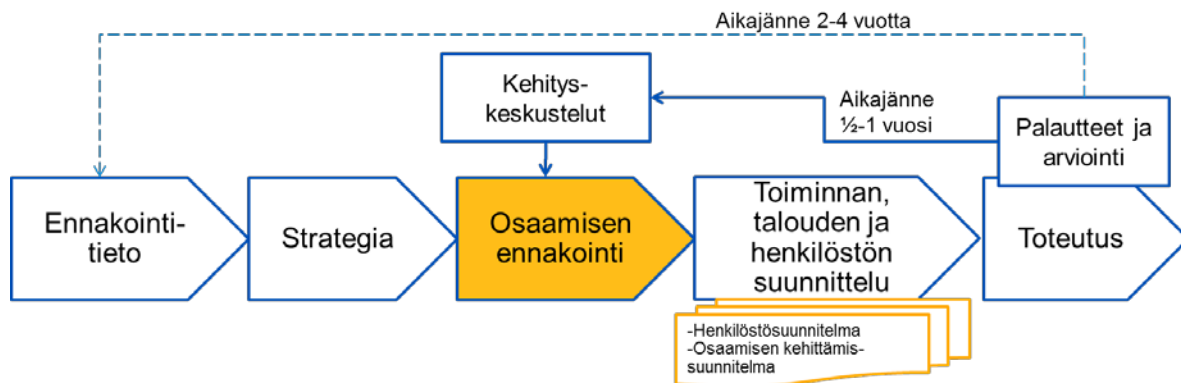 Aikajänne 2-4 vuotta
Kehitys-
keskustelut
Aikajänne
½-1 vuosi
Palautteet ja
arviointi
Ennakointi-
tieto
Strategia
Osaamisen
ennakointi
Toiminnan,
talouden ja
henkilöstön
suunnittelu
Toteutus
-Henkilöstösuunnitelma
-Osaamisen kehittämis-
suunnitelma